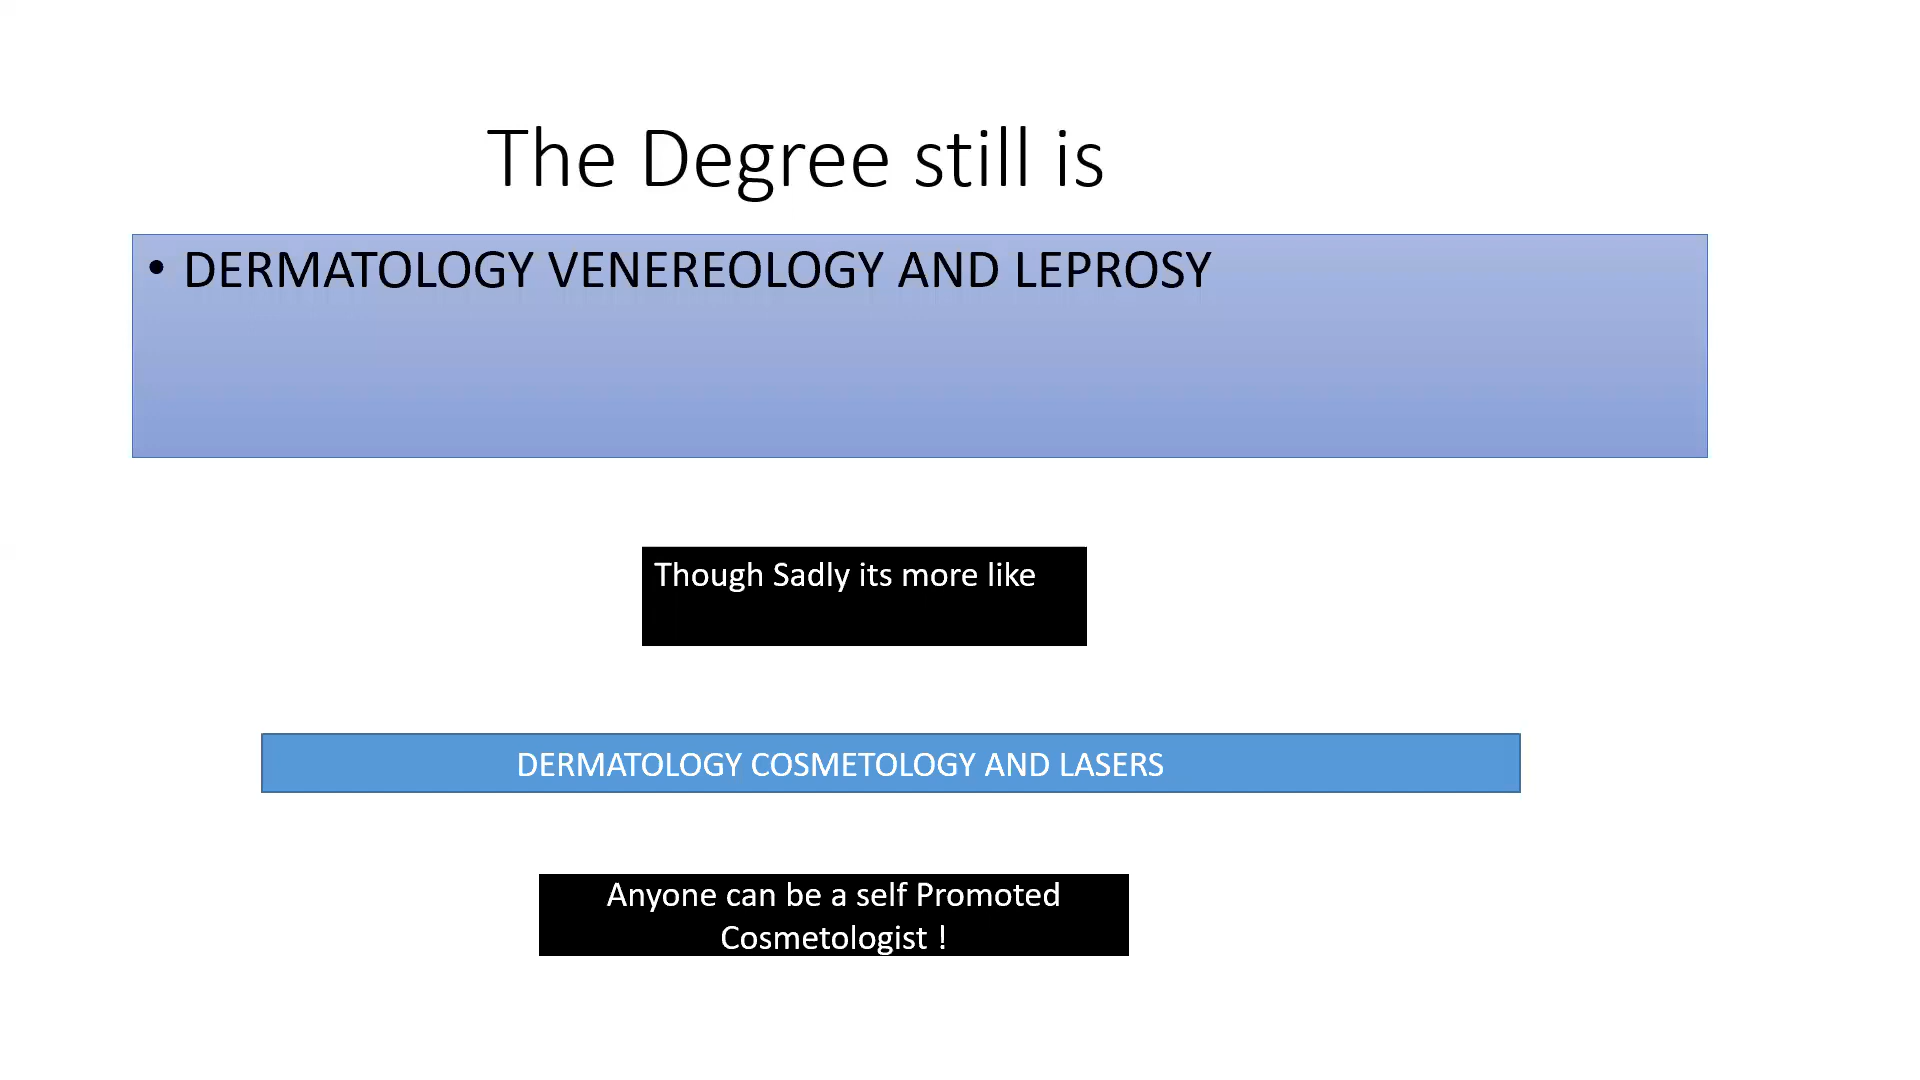 The Degree still is
• DERMATOLOGY VENEREOLOGY AND LEPROSY
Though Sadly its more like
DERMATOLOGY COSMETOLOGY AND LASERS
Anyone can be a self Promoted
Cosmetologist !